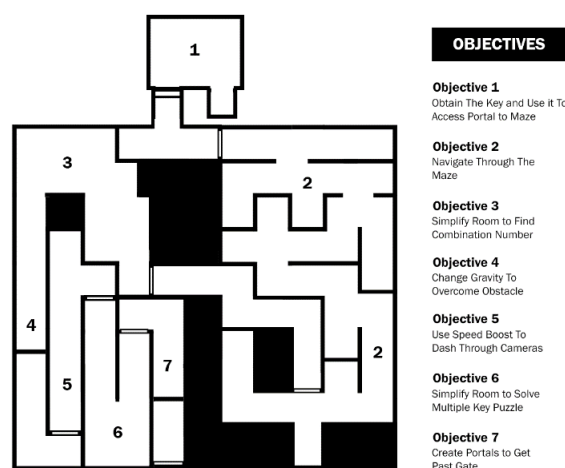 1
3
2
4
5
6
7
2
OBJECTIVES
Objective 1
Obtain The Key and Use it To
Access Portal to Maze
Objective 2
Navigate Through The
Maze
Objective 3
Simplify Room to Find
Combination Number
Objective 4
Change Gravity To
Overcome Obstacle
Objective 5
Use Speed Boost To
Dash Through Cameras
Objective 6
Simplify Room to Solve
Multiple Key Puzzle
Objective 7
Create Portals to Get
Past Gate